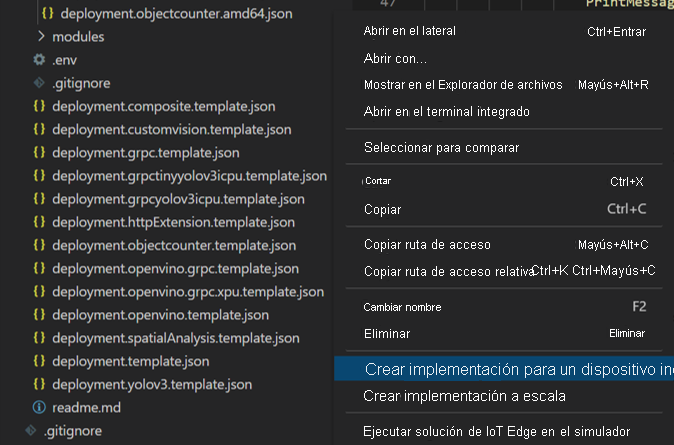 deployment.objectcounter.amd64.json
modules
.env
.gitignore
deployment.composite.template.json
deployment.customvision.template.json
deployment.grpc.template.json
deployment.grpctinyyolov3icpu.template.json
deployment.grpcyolov3icpu.template.json
deployment.httpExtension.template.json
deployment.objectcounter.template.json
deployment.openvino.grpc.template.json
deployment.openvino.grpc.xpu.template.json
deployment.openvino.template.json
deployment.spatialAnalysis.template.json
deployment.template.json
deployment.yolov3.template.json
readme.md
.gitignore
47 PrintMessag
Abrir en el lateral Ctrl+Entrar
Abrir con...
Mostrar en el Explorador de archivos Mayús+Alt+R
Abrir en el terminal integrado
Seleccionar para comparar
Cortar Ctrl+X
Copiar Ctrl+C
Copiar ruta de acceso Mayús+Alt+C
Copiar ruta de acceso relativa Ctrl+K Ctrl+Mayús+C
Cambiar nombre F2
Eliminar Eliminar
Crear implementación para un dispositivo in
Crear implementación a escala
Ejecutar solución de IoT Edge en el simulador